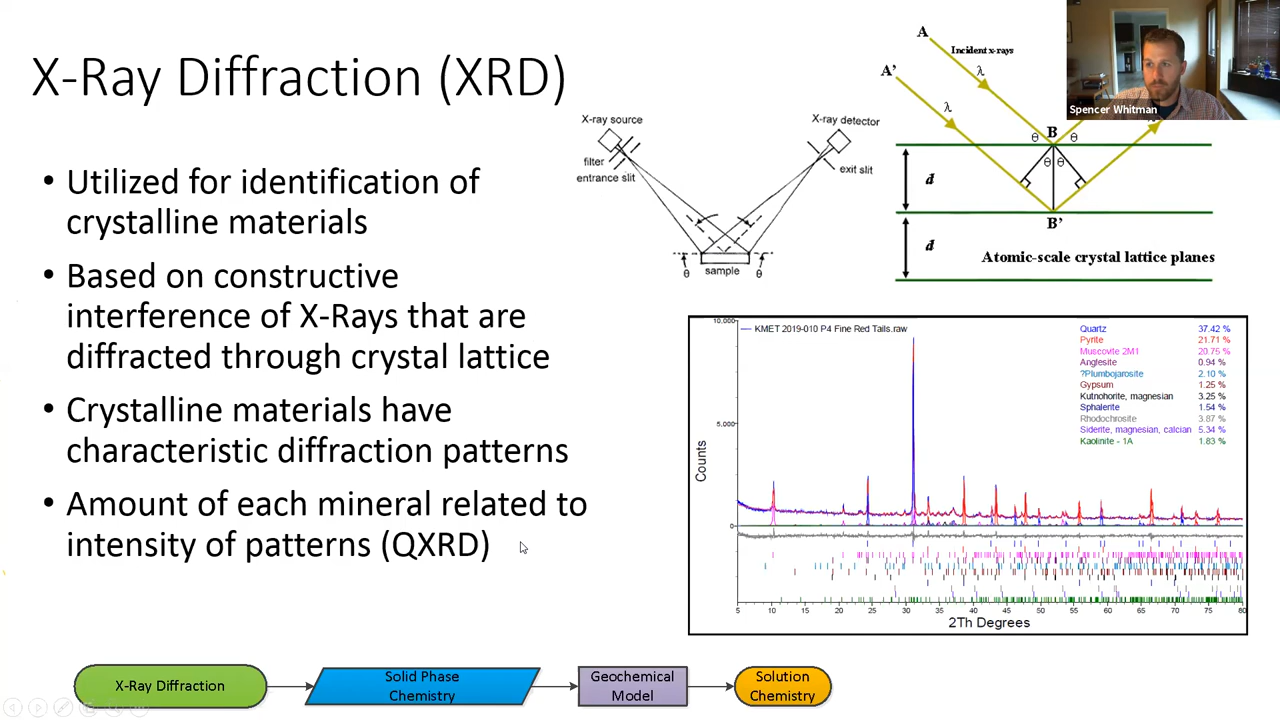 X-Ray Diffraction (XRD)
• Utilized for identification of
crystalline materials
• Based on constructive
interference of X-Rays that are
diffracted through crystal lattice
• Crystalline materials have
characteristic diffraction patterns
• Amount of each mineral related to
intensity of patterns (QXRD)
X-ray source
X-ray detector
filter
entrance slit
exit slit
sample
θ
θ
A
Incident x-rays
λ
A'
λ
B
θ
θ
θ
θ
d
B'
d
Atomic-scale crystal lattice planes
Spencer Whitman
KMET 2019-010 P4 Fine Red Tails.raw
Quartz 37.42 %
Pyrite 21.71 %
Muscovite 2M1 20.75 %
Anglesite 0.94 %
?Plumbojarosite 2.10 %
Gypsum 1.25 %
Kutnohorite, magnesian 3.25 %
Sphalerite 1.54 %
Rhodochrosite 3.87 %
Siderite, magnesian, calcian 5.34 %
Kaolinite - 1A 1.83 %
10,000
5,000
0
Counts
5 10 15 20 25 30 35 40 45 50 55 60 65 70 75 80
2Th Degrees
X-Ray Diffraction
Solid Phase
Chemistry
Geochemical
Model
Solution
Chemistry